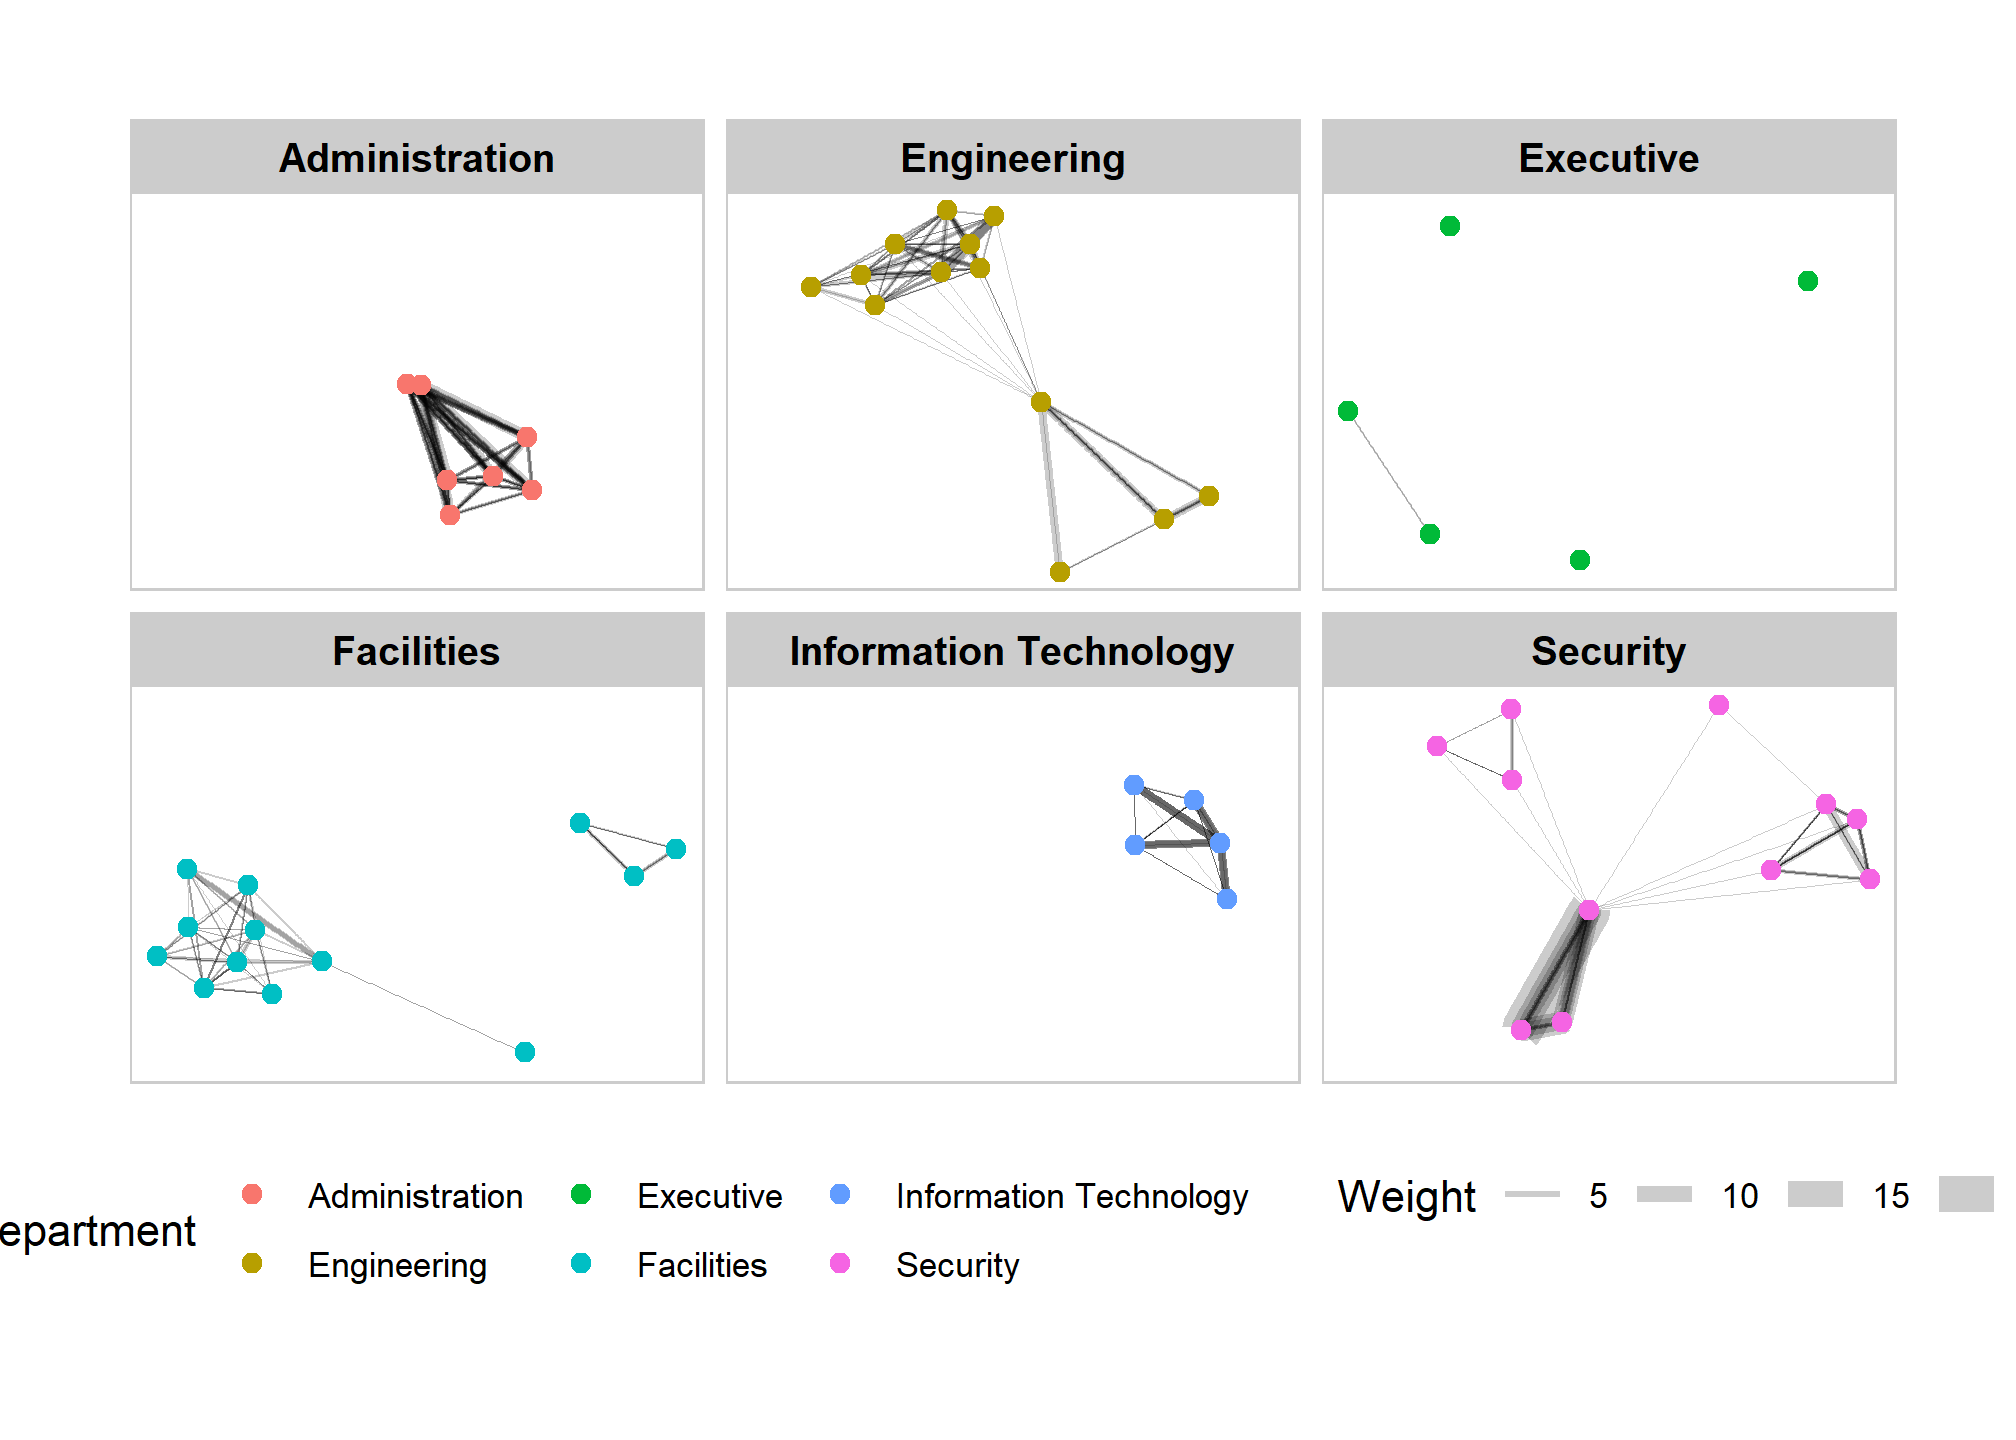 Administration
Engineering
Executive
Facilities
Information Technology
Security
epartment
Administration
Executive
Information Technology
Engineering
Facilities
Security
Weight
5
10
15